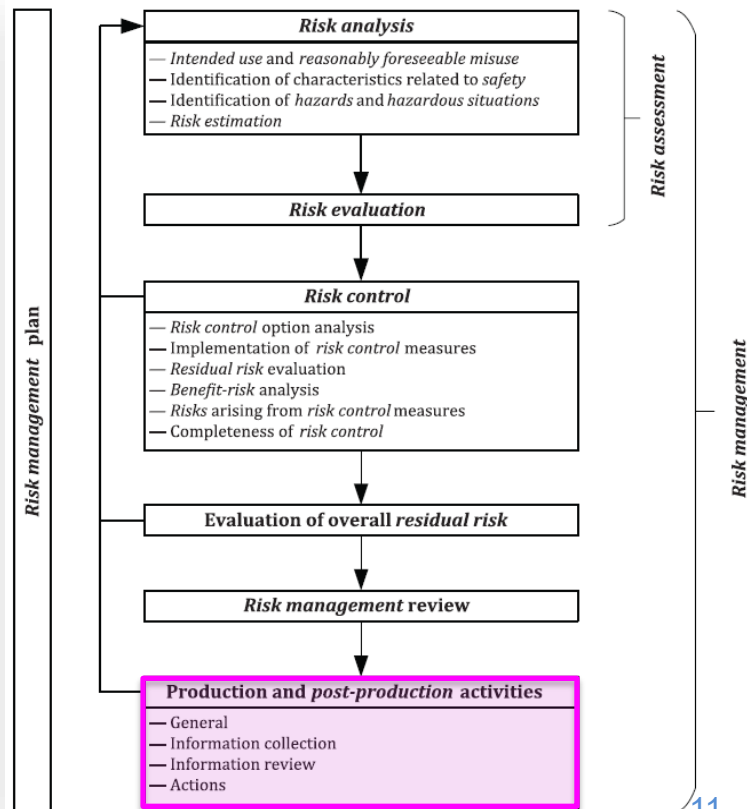 Risk management plan
Risk analysis
— Intended use and reasonably foreseeable misuse
— Identification of characteristics related to safety
— Identification of hazards and hazardous situations
— Risk estimation
Risk evaluation
Risk assessment
Risk control
— Risk control option analysis
— Implementation of risk control measures
— Residual risk evaluation
— Benefit-risk analysis
— Risks arising from risk control measures
— Completeness of risk control
Evaluation of overall residual risk
Risk management review
Production and post-production activities
— General
— Information collection
— Information review
— Actions
Risk management
11